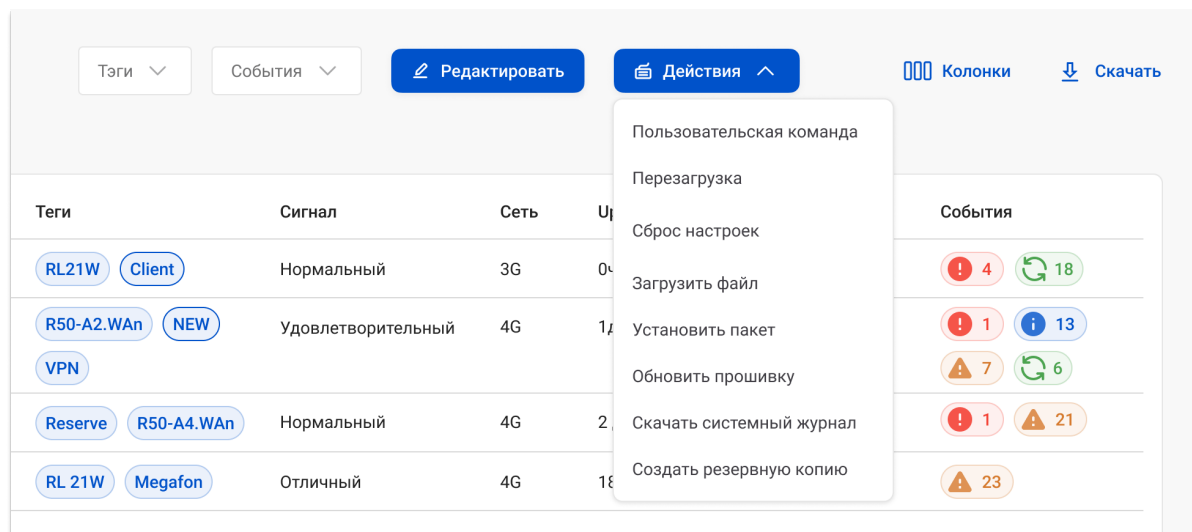 Тэги События Редактировать Действия Колонки Скачать
Пользовательская команда
Перезагрузка
Сброс настроек
Загрузить файл
Установить пакет
Обновить прошивку
Скачать системный журнал
Создать резервную копию
Теги Сигнал Сеть События
RL21W Client Нормальный 3G 4 18
R50-A2.WAn NEW Удовлетворительный 4G 1 13
VPN 7 6
Reserve R50-A4.WAn Нормальный 4G 2 1 21
RL 21W Megafon Отличный 4G 23